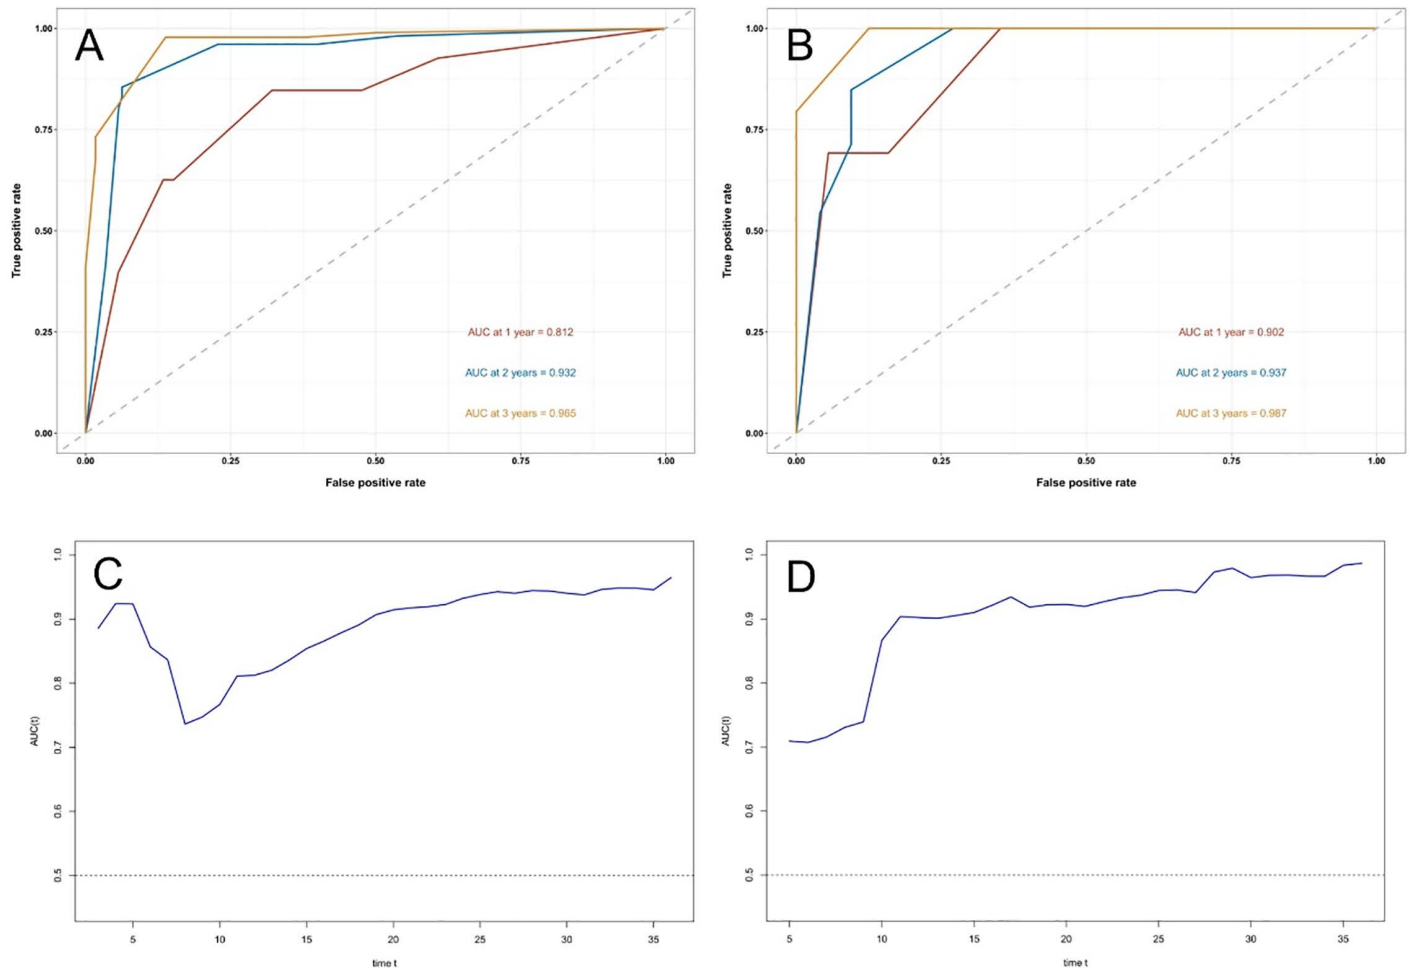 A
1.00
0.75
0.50
0.25
0.00
True positive rate
AUC at 1 year = 0.812
AUC at 2 years = 0.932
AUC at 3 years = 0.965
0.00 0.25 0.50 0.75 1.00
False positive rate
B
1.00
0.75
0.50
0.25
0.00
True positive rate
AUC at 1 year = 0.902
AUC at 2 years = 0.937
AUC at 3 years = 0.987
0.00 0.25 0.50 0.75 1.00
False positive rate
C
1.0
0.9
0.8
0.7
0.6
0.5
AUC(t)
5 10 15 20 25 30 35
time t
D
1.0
0.9
0.8
0.7
0.6
0.5
AUC(t)
5 10 15 20 25 30 35
time t